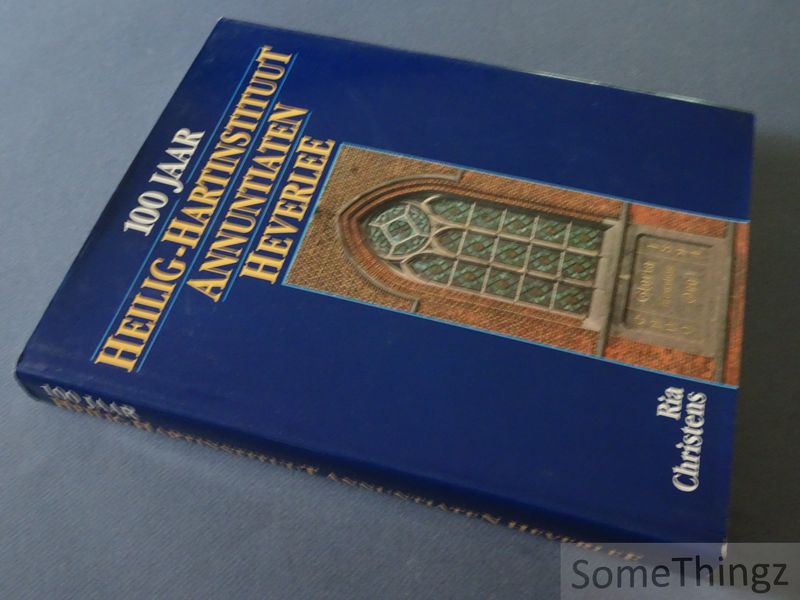 100 JAAR
HEILIG-HARTINSTITUUT
ANNUNTIATEN
HEVERLEE
Ria
Christens
100 JAAR
HEILIG-HARTINSTITUUT ANNUNTIATEN HEVERLEE
SomeThingz